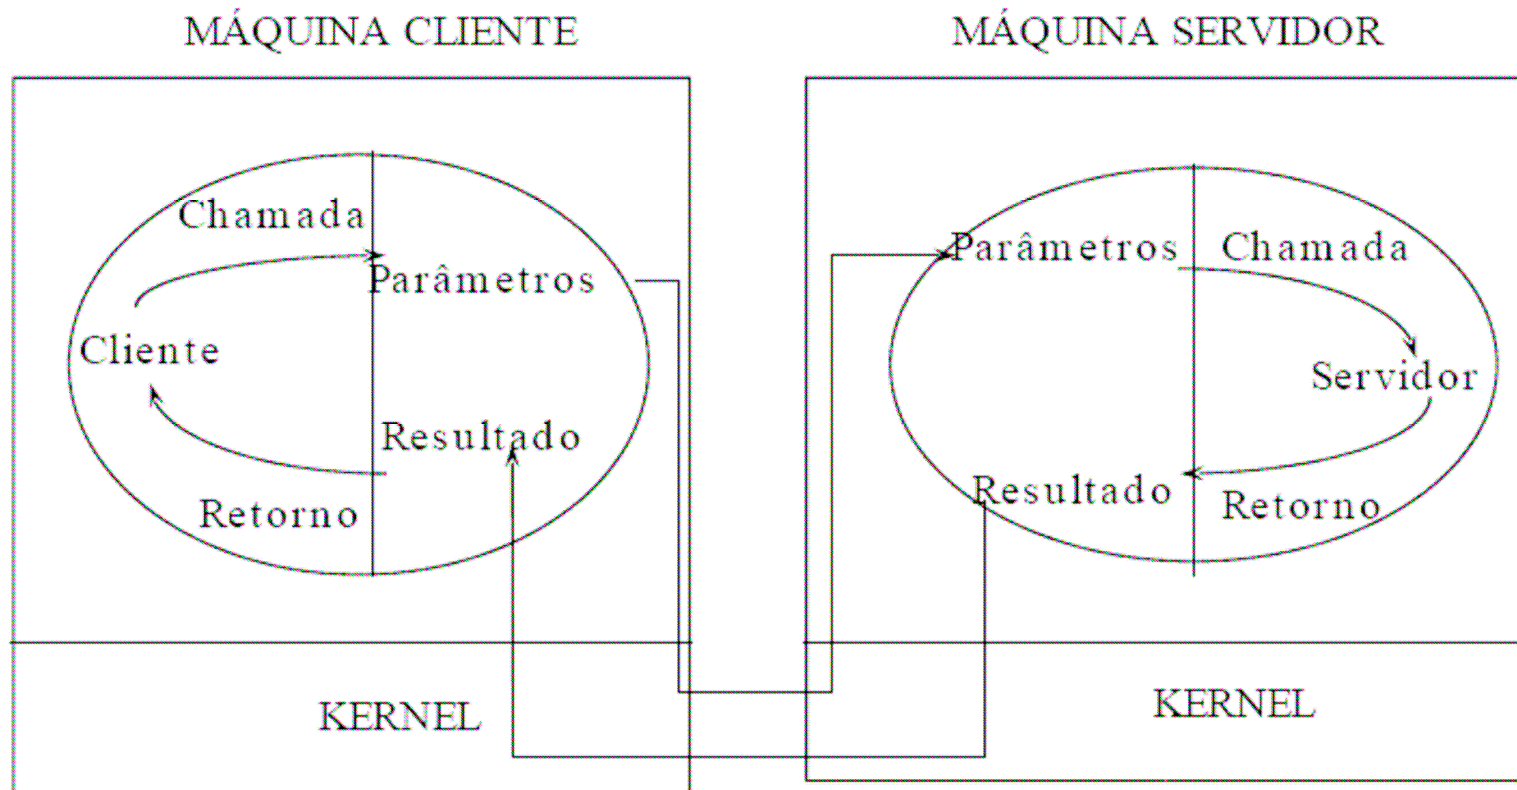 MÁQUINA CLIENTE
MÁQUINA SERVIDOR
Chamada
Parâmetros
Cliente
Resultado
Retorno
KERNEL
Parâmetros
Chamada
Servidor
Resultado
Retorno
KERNEL